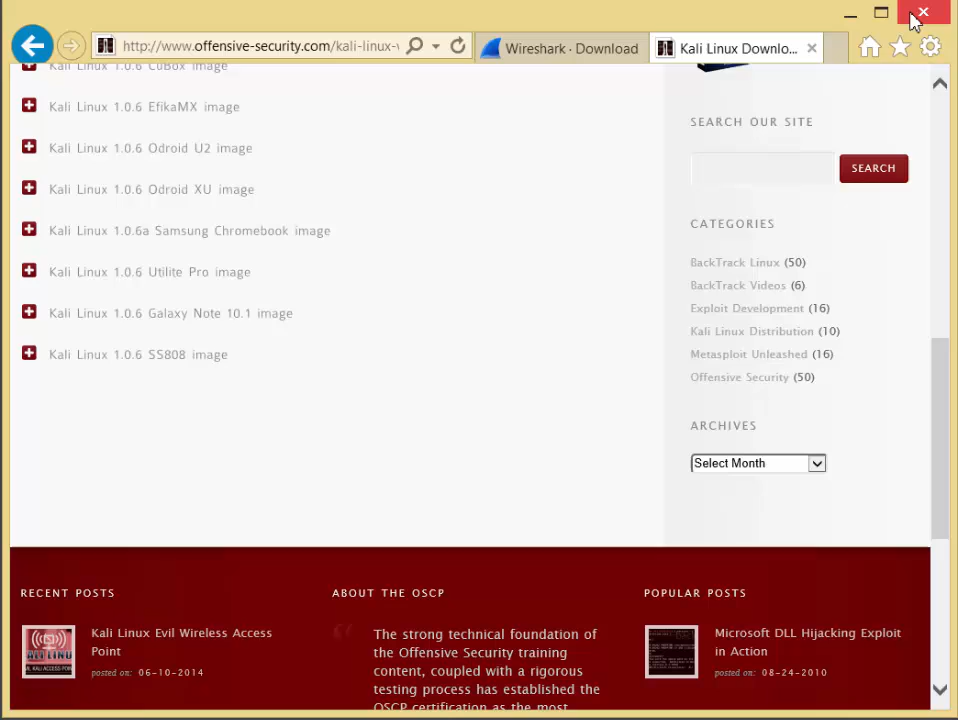 http://www.offensive-security.com/kali-linux-v
Wireshark · Download
Kali Linux Downlo...
Kali Linux 1.0.6 CuBox image
Kali Linux 1.0.6 EfikaMX image
Kali Linux 1.0.6 Odroid U2 image
Kali Linux 1.0.6 Odroid XU image
Kali Linux 1.0.6a Samsung Chromebook image
Kali Linux 1.0.6 Utilite Pro image
Kali Linux 1.0.6 Galaxy Note 10.1 image
Kali Linux 1.0.6 SS808 image
SEARCH OUR SITE
SEARCH
CATEGORIES
BackTrack Linux (50)
BackTrack Videos (6)
Exploit Development (16)
Kali Linux Distribution (10)
Metasploit Unleashed (16)
Offensive Security (50)
ARCHIVES
Select Month
RECENT POSTS
Kali Linux Evil Wireless Access
Point
posted on: 06-10-2014
ABOUT THE OSCP
The strong technical foundation of
the Offensive Security training
content, coupled with a rigorous
testing process has established the
OSCP certification as the most
POPULAR POSTS
Microsoft DLL Hijacking Exploit
in Action
posted on: 08-24-2010